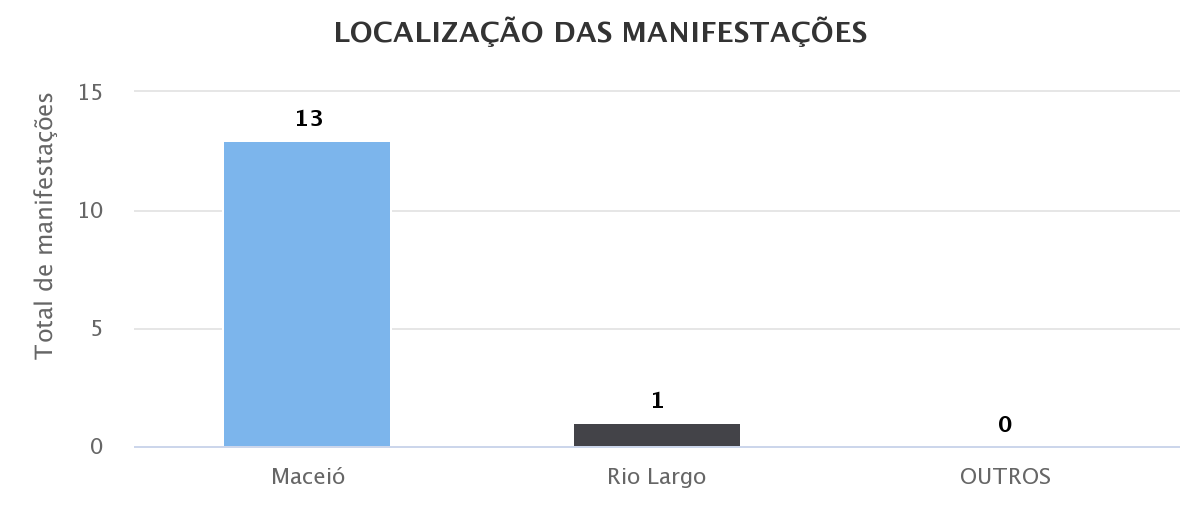 LOCALIZAÇÃO DAS MANIFESTAÇÕES
Total de manifestações
15
10
5
0
13
1
0
Maceió
Rio Largo
OUTROS